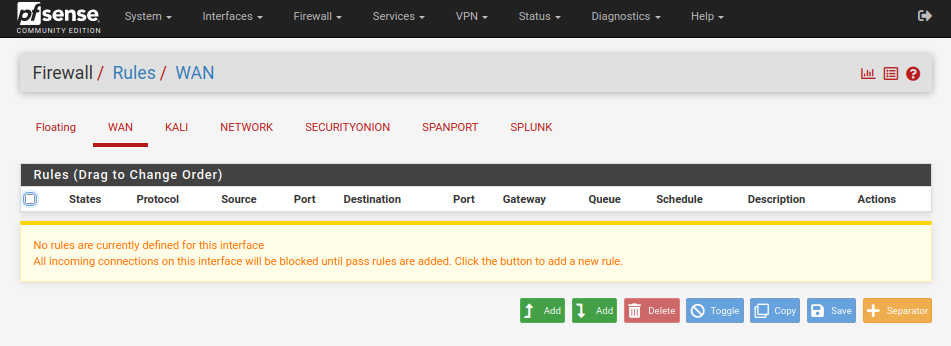 pfsense
COMMUNITY EDITION
System Interfaces Firewall Services VPN Status Diagnostics Help
Firewall / Rules / WAN
Floating WAN KALI NETWORK SECURITYONION SPANPORT SPLUNK
Rules (Drag to Change Order)
States Protocol Source Port Destination Port Gateway Queue Schedule Description Actions
No rules are currently defined for this interface
All incoming connections on this interface will be blocked until pass rules are added. Click the button to add a new rule.
Add Add Delete Toggle Copy Save Separator